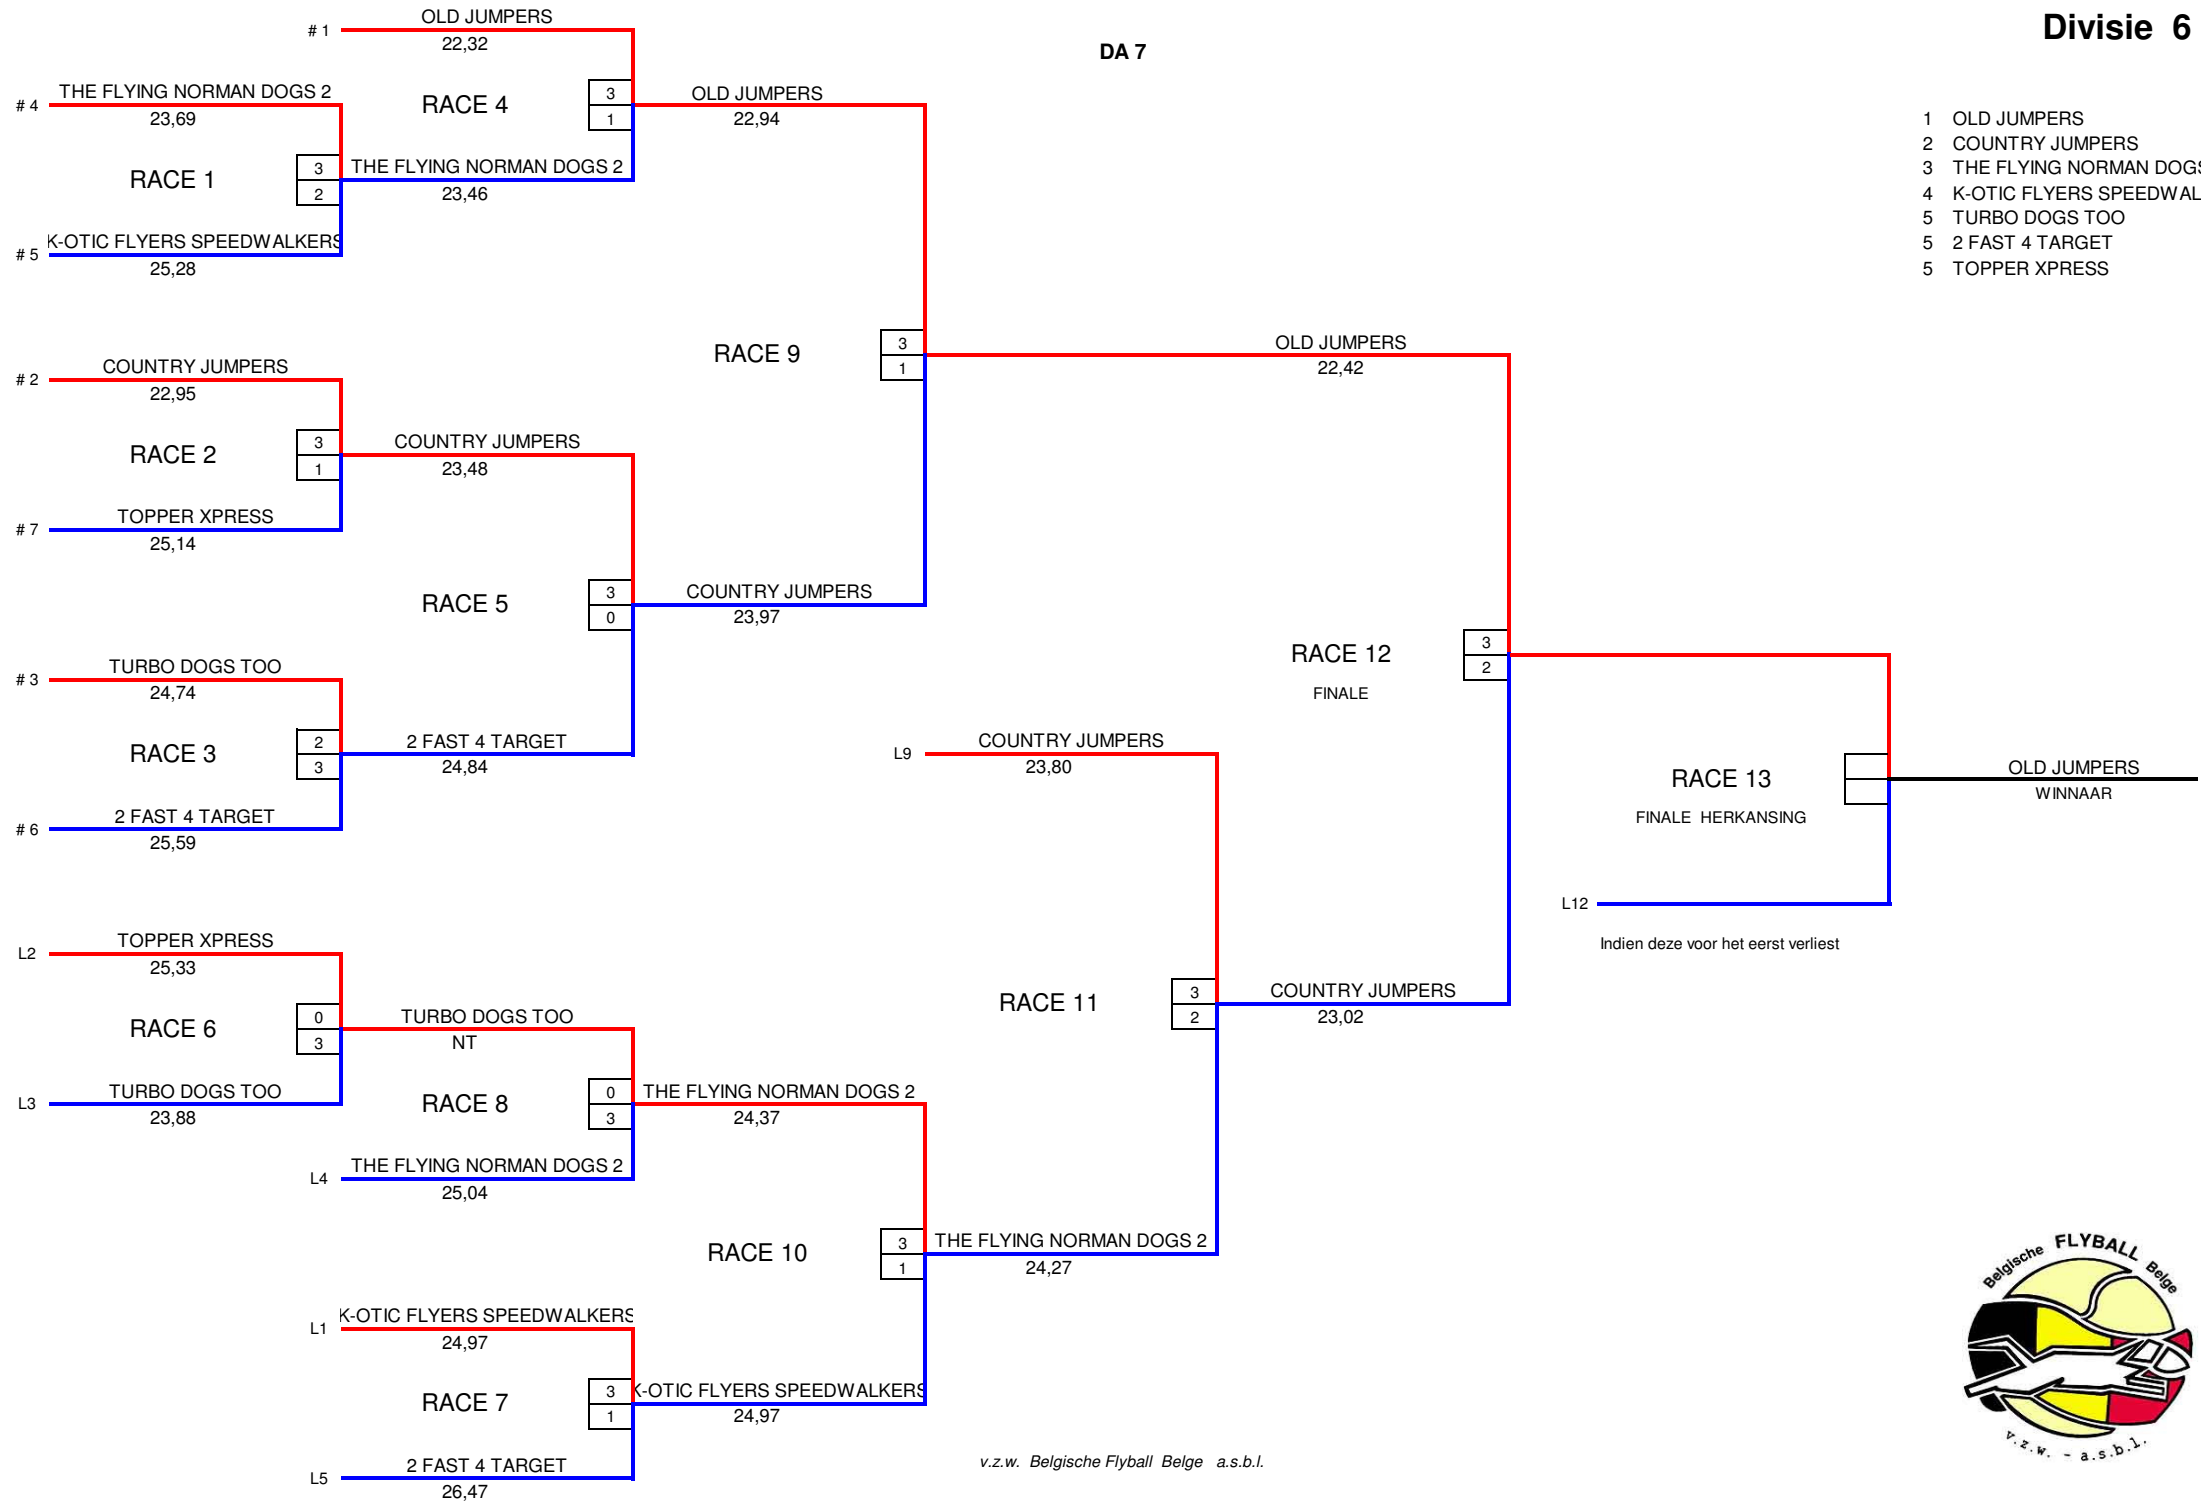 Divisie 6
DA 7
1 OLD JUMPERS
2 COUNTRY JUMPERS
3 THE FLYING NORMAN DOGS
4 K-OTIC FLYERS SPEEDWAL
5 TURBO DOGS TOO
5 2 FAST 4 TARGET
5 TOPPER XPRESS
# 1 OLD JUMPERS
22,32
# 4 THE FLYING NORMAN DOGS 2
23,69
RACE 1
3
2
# 5 K-OTIC FLYERS SPEEDWALKERS
25,28
RACE 4
3
1
THE FLYING NORMAN DOGS 2
23,46
OLD JUMPERS
22,94
# 2 COUNTRY JUMPERS
22,95
RACE 2
3
1
# 7 TOPPER XPRESS
25,14
COUNTRY JUMPERS
23,48
RACE 5
3
0
COUNTRY JUMPERS
23,97
# 3 TURBO DOGS TOO
24,74
RACE 3
2
3
# 6 2 FAST 4 TARGET
25,59
2 FAST 4 TARGET
24,84
RACE 9
3
1
OLD JUMPERS
22,42
L2 TOPPER XPRESS
25,33
RACE 6
0
3
L3 TURBO DOGS TOO
23,88
TURBO DOGS TOO
NT
RACE 8
0
3
L4 THE FLYING NORMAN DOGS 2
25,04
THE FLYING NORMAN DOGS 2
24,37
L1 K-OTIC FLYERS SPEEDWALKERS
24,97
RACE 7
3
1
L5 2 FAST 4 TARGET
26,47
K-OTIC FLYERS SPEEDWALKERS
24,97
RACE 10
3
1
THE FLYING NORMAN DOGS 2
24,27
L9 COUNTRY JUMPERS
23,80
RACE 11
3
2
COUNTRY JUMPERS
23,02
RACE 12
FINALE
3
2
RACE 13
FINALE HERKANSING
L12
Indien deze voor het eerst verliest
OLD JUMPERS
WINNAAR
v.z.w. Belgische Flyball Belge a.s.b.l.
Belgische FLYBALL Belge
v.z.w. - a.s.b.l.